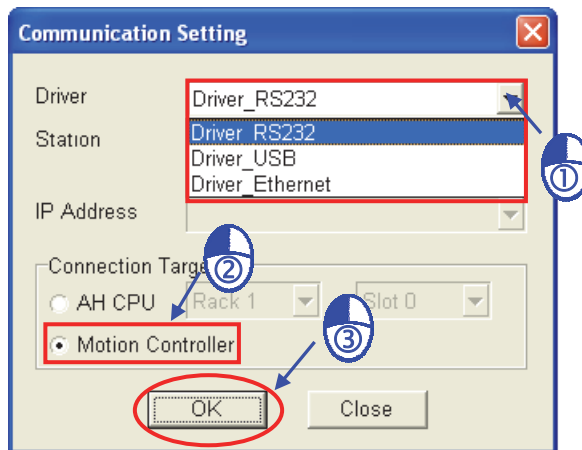 Communication Setting
Driver
Driver_RS232
Station
Driver_RS232
Driver_USB
Driver_Ethernet
①
IP Address
Connection Targe
②
AH CPU
Rack 1
Slot 0
Motion Controller
③
OK
Close